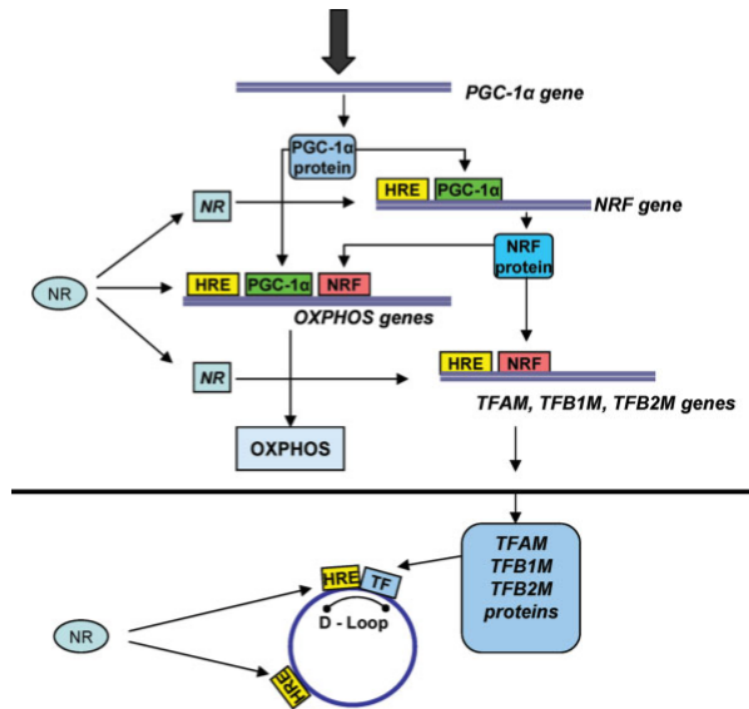 PGC-1α gene
PGC-1α
protein
HRE PGC-1α
NR
NRF gene
NRF
protein
NR
HRE PGC-1α NRF
OXPHOS genes
HRE NRF
NR
TFAM, TFB1M, TFB2M genes
OXPHOS
TFAM
TFB1M
TFB2M
proteins
HRE TF
D - Loop
NR
HRE